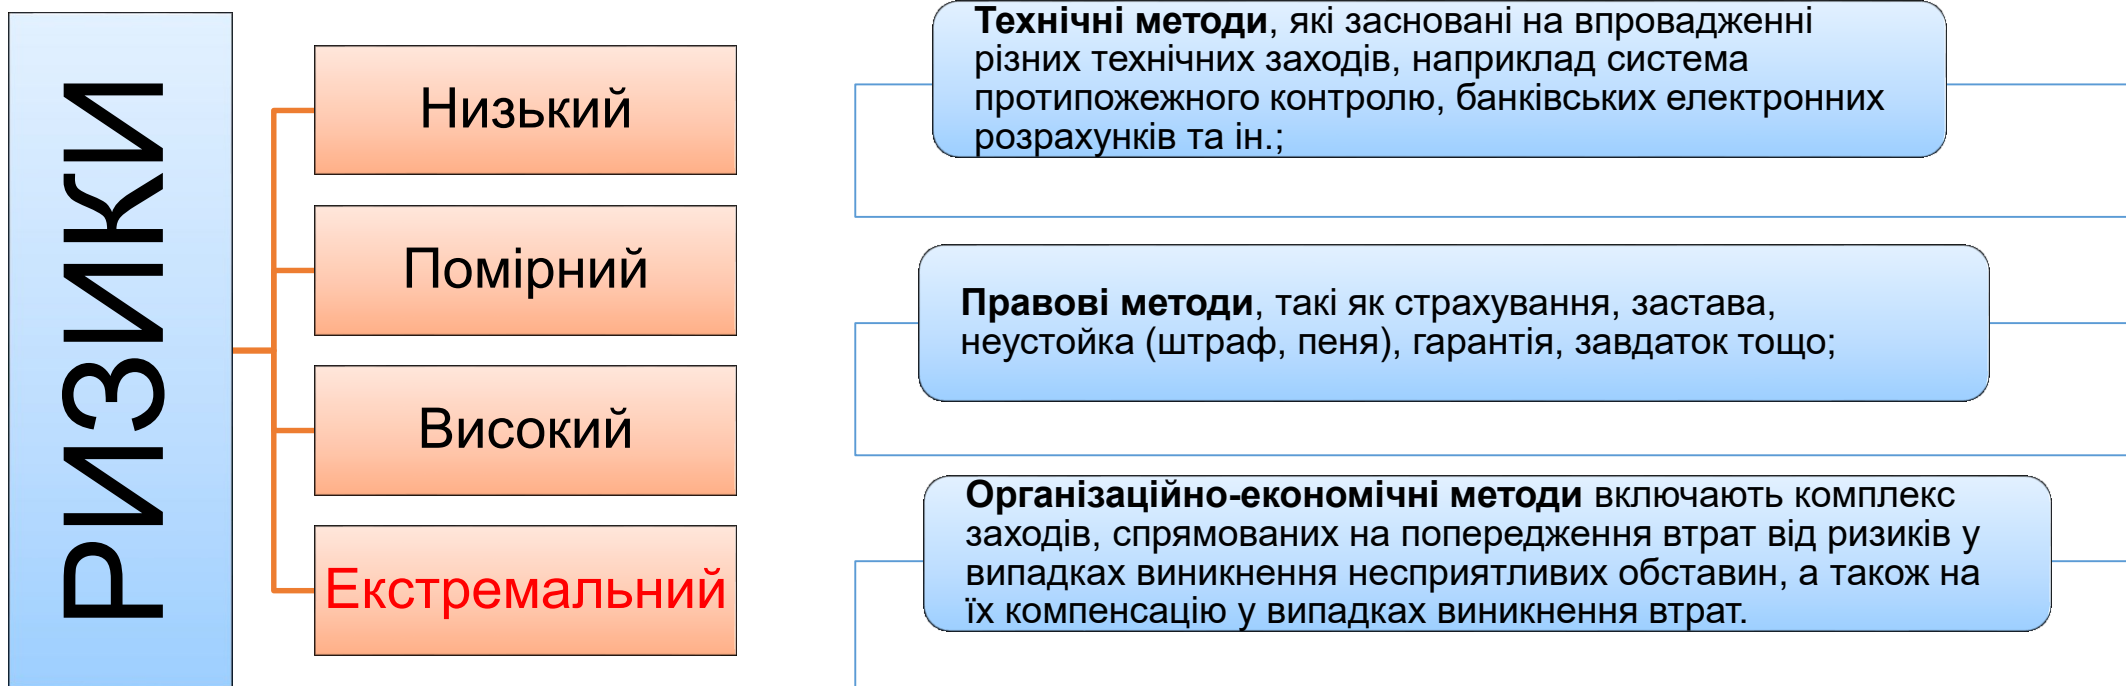 РИЗИКИ
Низький
Помірний
Високий
Екстремальний
Технічні методи, які засновані на впровадженні
різних технічних заходів, наприклад система
протипожежного контролю, банківських електронних
розрахунків та ін.;
Правові методи, такі як страхування, застава,
неустойка (штраф, пеня), гарантія, завдаток тощо;
Організаційно-економічні методи включають комплекс
заходів, спрямованих на попередження втрат від ризиків у
випадках виникнення несприятливих обставин, а також на
їх компенсацію у випадках виникнення втрат.